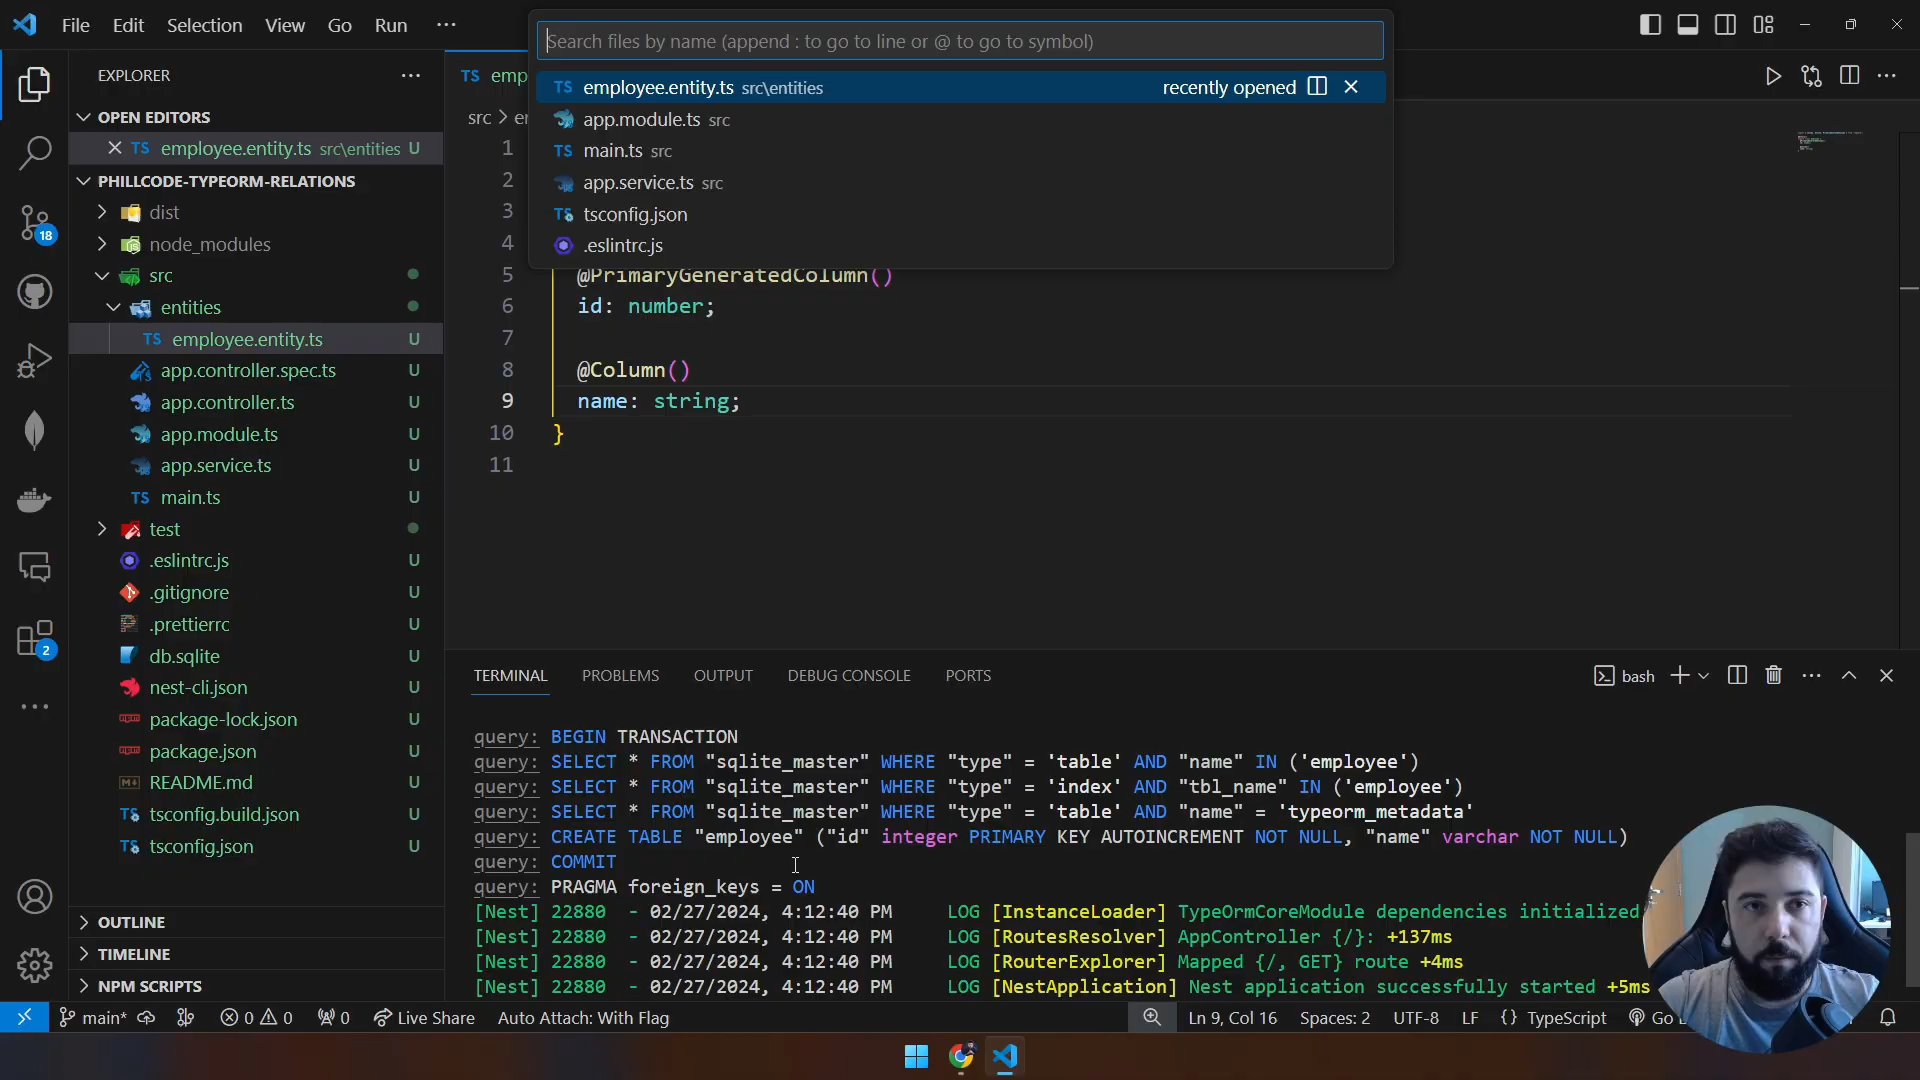 File Edit Selection View Go Run ···
Search files by name (append : to go to line or @ to go to symbol)
employee.entity.ts src\entities recently opened
app.module.ts src
main.ts src
app.service.ts src
tsconfig.json
.eslintrc.js
EXPLORER
OPEN EDITORS
employee.entity.ts src\entities U
PHILLCODE-TYPEORM-RELATIONS
dist
node_modules
src
entities
employee.entity.ts U
app.controller.spec.ts U
app.controller.ts U
app.module.ts U
app.service.ts U
main.ts U
test
.eslintrc.js U
.gitignore U
.prettierrc U
db.sqlite U
nest-cli.json U
package-lock.json U
package.json U
README.md U
tsconfig.build.json U
tsconfig.json U
OUTLINE
TIMELINE
NPM SCRIPTS
18
2
TS emp
src > er
1
2
3
4
5 @PrimaryGeneratedColumn()
6 id: number;
7
8 @Column()
9 name: string;
10 }
11
TERMINAL PROBLEMS OUTPUT DEBUG CONSOLE PORTS bash
query: BEGIN TRANSACTION
query: SELECT * FROM "sqlite_master" WHERE "type" = 'table' AND "name" IN ('employee')
query: SELECT * FROM "sqlite_master" WHERE "type" = 'index' AND "tbl_name" IN ('employee')
query: SELECT * FROM "sqlite_master" WHERE "type" = 'table' AND "name" = 'typeorm_metadata'
query: CREATE TABLE "employee" ("id" integer PRIMARY KEY AUTOINCREMENT NOT NULL, "name" varchar NOT NULL)
query: COMMIT
query: PRAGMA foreign_keys = ON
[Nest] 22880 - 02/27/2024, 4:12:40 PM LOG [InstanceLoader] TypeOrmCoreModule dependencies initialized
[Nest] 22880 - 02/27/2024, 4:12:40 PM LOG [RoutesResolver] AppController {/}: +137ms
[Nest] 22880 - 02/27/2024, 4:12:40 PM LOG [RouterExplorer] Mapped {/, GET} route +4ms
[Nest] 22880 - 02/27/2024, 4:12:40 PM LOG [NestApplication] Nest application successfully started +5ms
main* 0 0 0 Live Share Auto Attach: With Flag Ln 9, Col 16 Spaces: 2 UTF-8 LF {} TypeScript Go